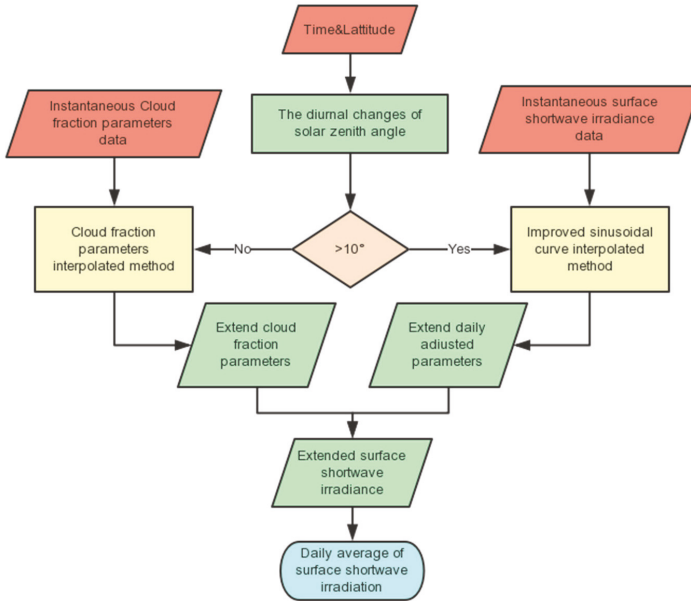 Time&Lattitude
Instantaneous Cloud
fraction parameters
data
The diurnal changes of
solar zenith angle
Instantaneous surface
shortwave irradiance
data
Cloud fraction
parameters
interpolated method
No
>10°
Yes
Improved sinusoidal
curve interpolated
method
Extend cloud
fraction
parameters
Extend daily
adiusted
parameters
Extended surface
shortwave
irradiance
Daily average of
surface shortwave
irradiation